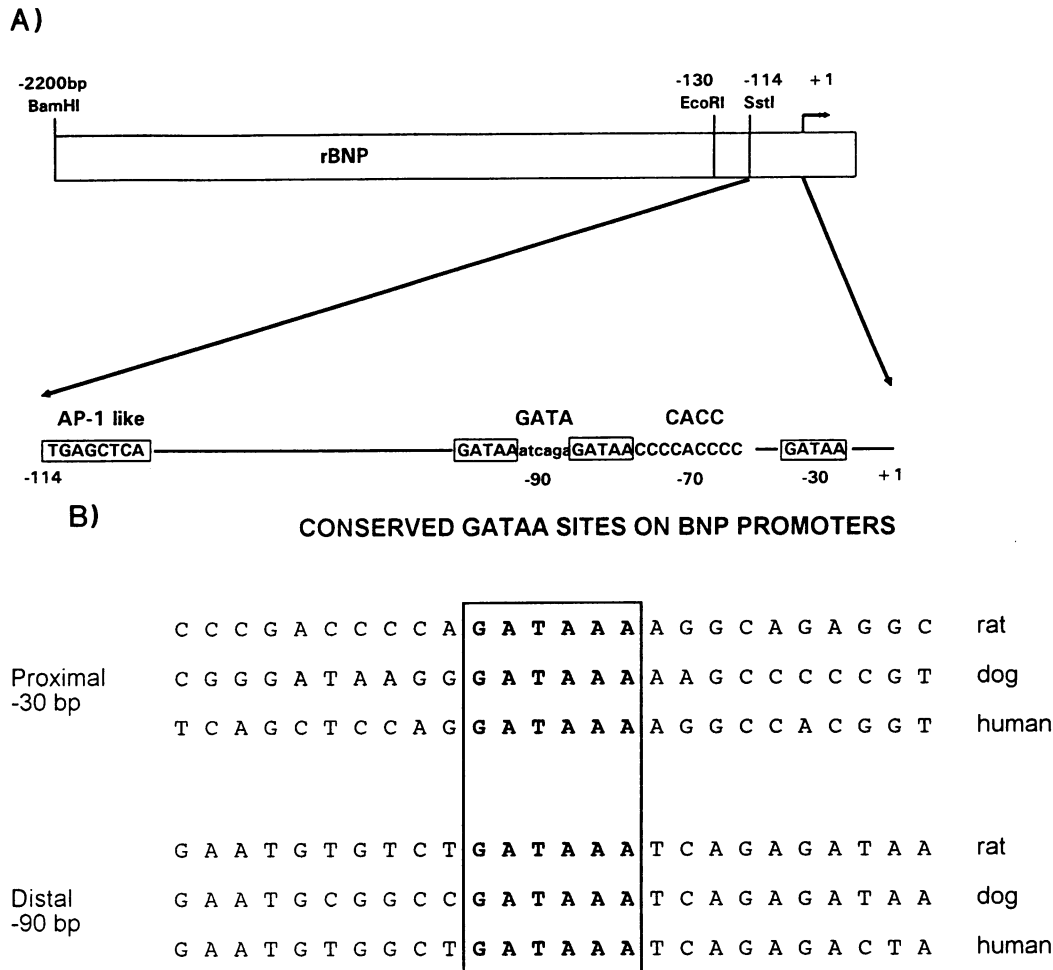 A)
-2200bp -130 -114 +1
BamHI EcoRI SstI
rBNP
AP-1 like GATA CACC
TGAGCTCA GATAAatcagaGATAACCCCACCCC GATAA
-114 -90 -70 -30 +1
B) CONSERVED GATAA SITES ON BNP PROMOTERS
C C C G A C C C C A G A T A A A A G G C A G A G G C rat
Proximal
-30 bp
C G G G A T A A G G G A T A A A A A G C C C C C G T dog
T C A G C T C C A G G A T A A A A G G C C A C G G T human
G A A T G T G T C T G A T A A A T C A G A G A T A A rat
Distal
-90 bp
G A A T G C G G C C G A T A A A T C A G A G A T A A dog
G A A T G T G G C T G A T A A A T C A G A G A C T A human